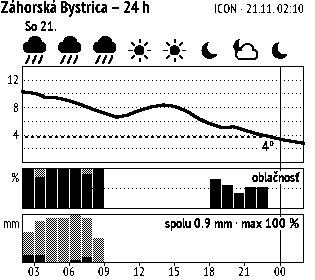 Záhorská Bystrica – 24 h
ICON · 21.11. 02:10
So 21.
12
8
4
4°
%
oblačnosť
mm
spolu 0.9 mm · max 100 %
03 06 09 12 15 18 21 00